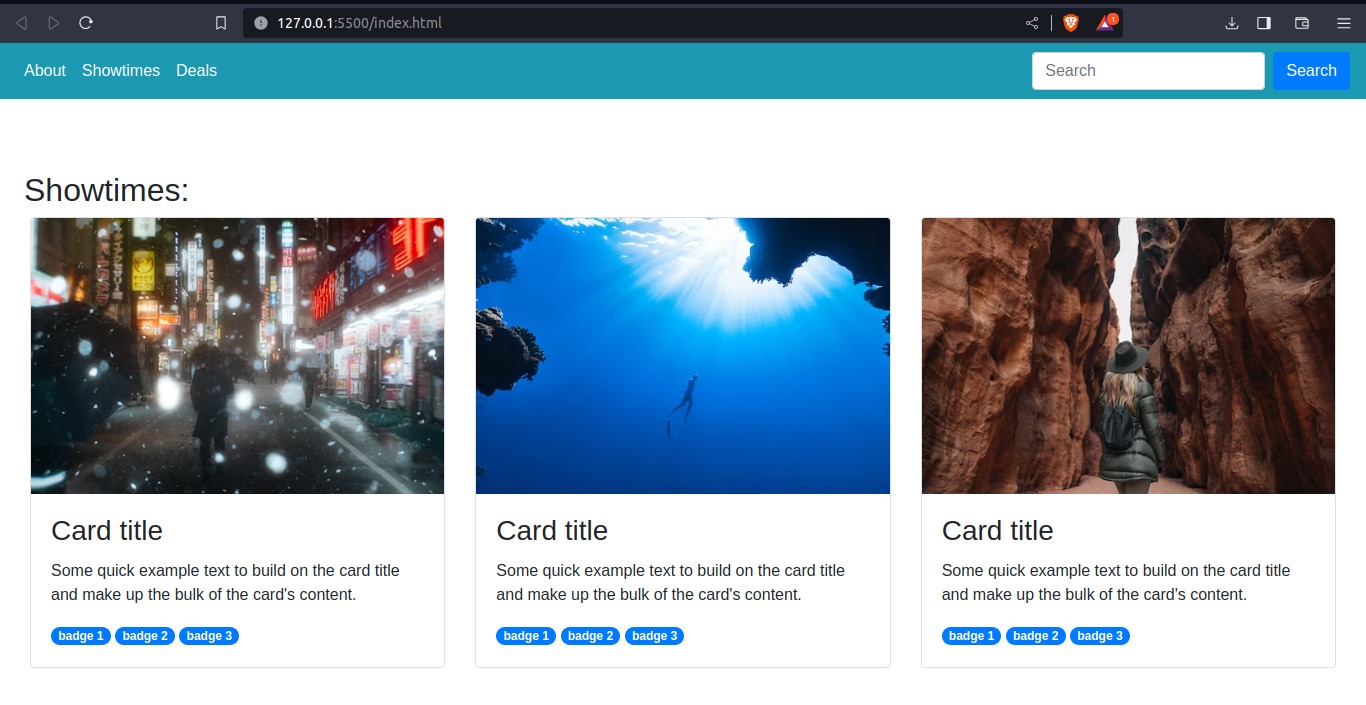 127.0.0.1:5500/index.html
1
About Showtimes Deals Search Search
Showtimes:
Card title
Some quick example text to build on the card title
and make up the bulk of the card's content.
badge 1 badge 2 badge 3
Card title
Some quick example text to build on the card title
and make up the bulk of the card's content.
badge 1 badge 2 badge 3
Card title
Some quick example text to build on the card title
and make up the bulk of the card's content.
badge 1 badge 2 badge 3